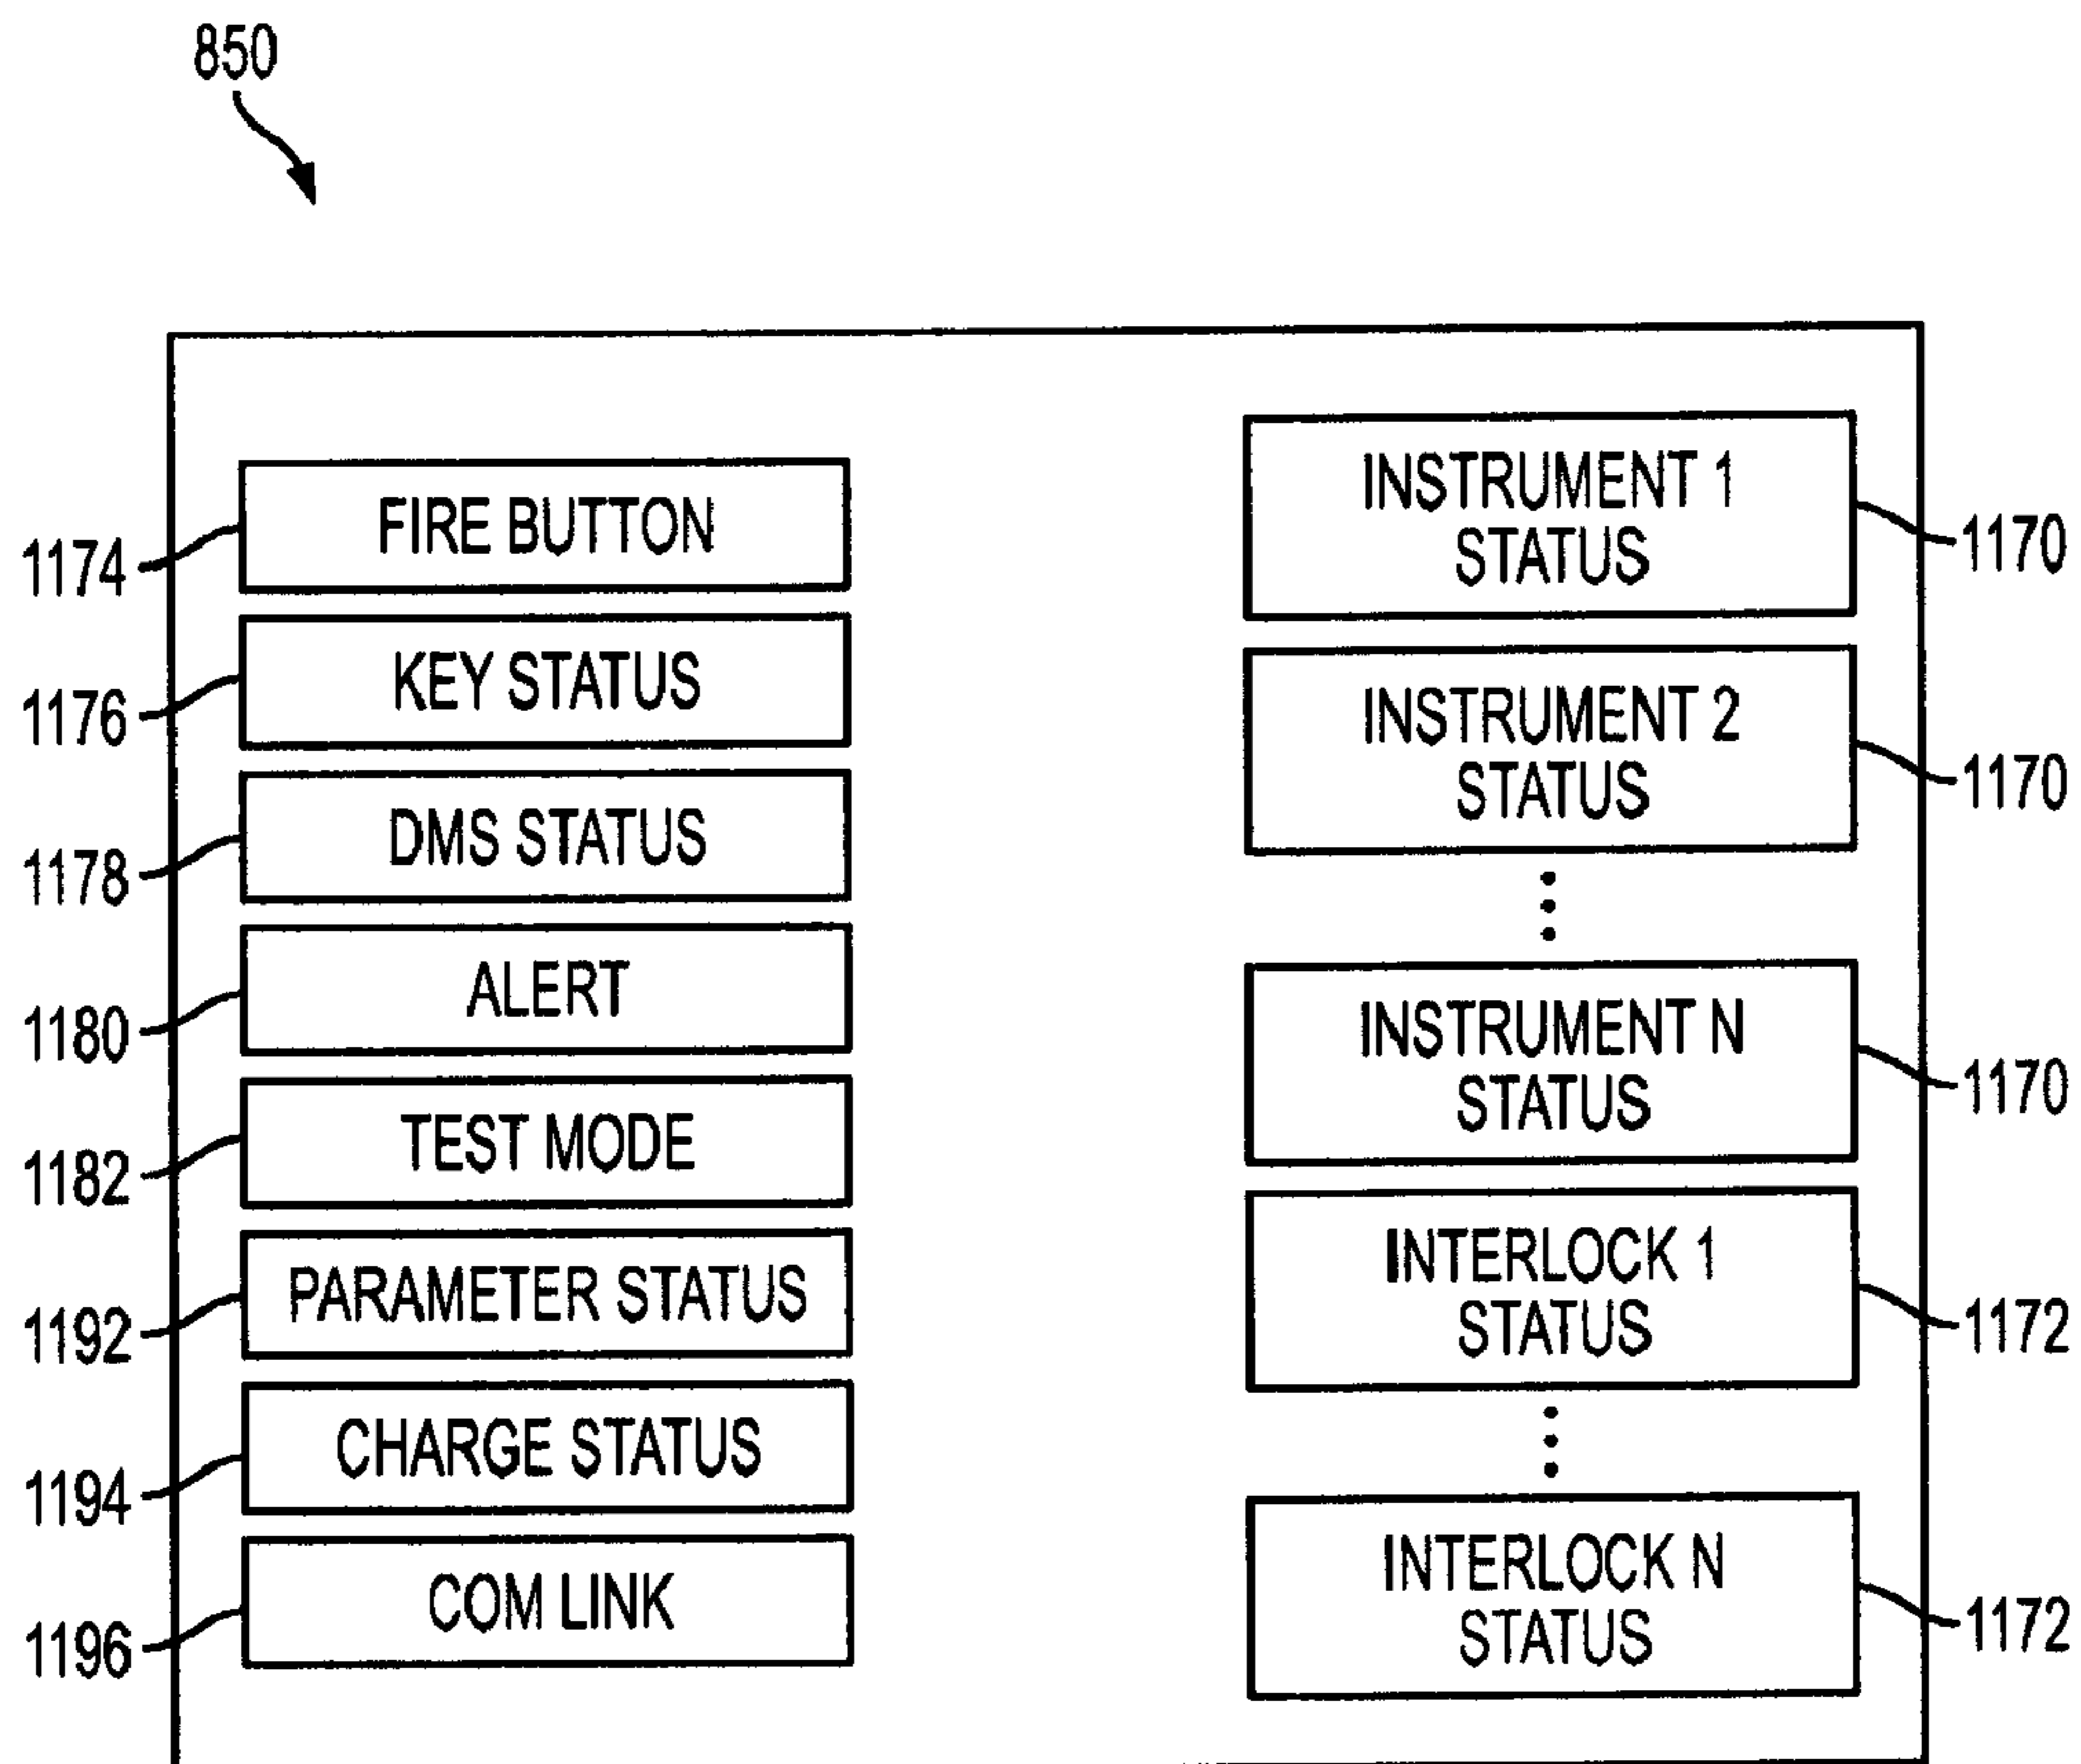 850
1174
FIRE BUTTON
1176
KEY STATUS
1178
DMS STATUS
1180
ALERT
1182
TEST MODE
1192
PARAMETER STATUS
1194
CHARGE STATUS
1196
COM LINK
INSTRUMENT 1
STATUS
1170
INSTRUMENT 2
STATUS
1170
INSTRUMENT N
STATUS
1170
INTERLOCK 1
STATUS
1172
INTERLOCK N
STATUS
1172